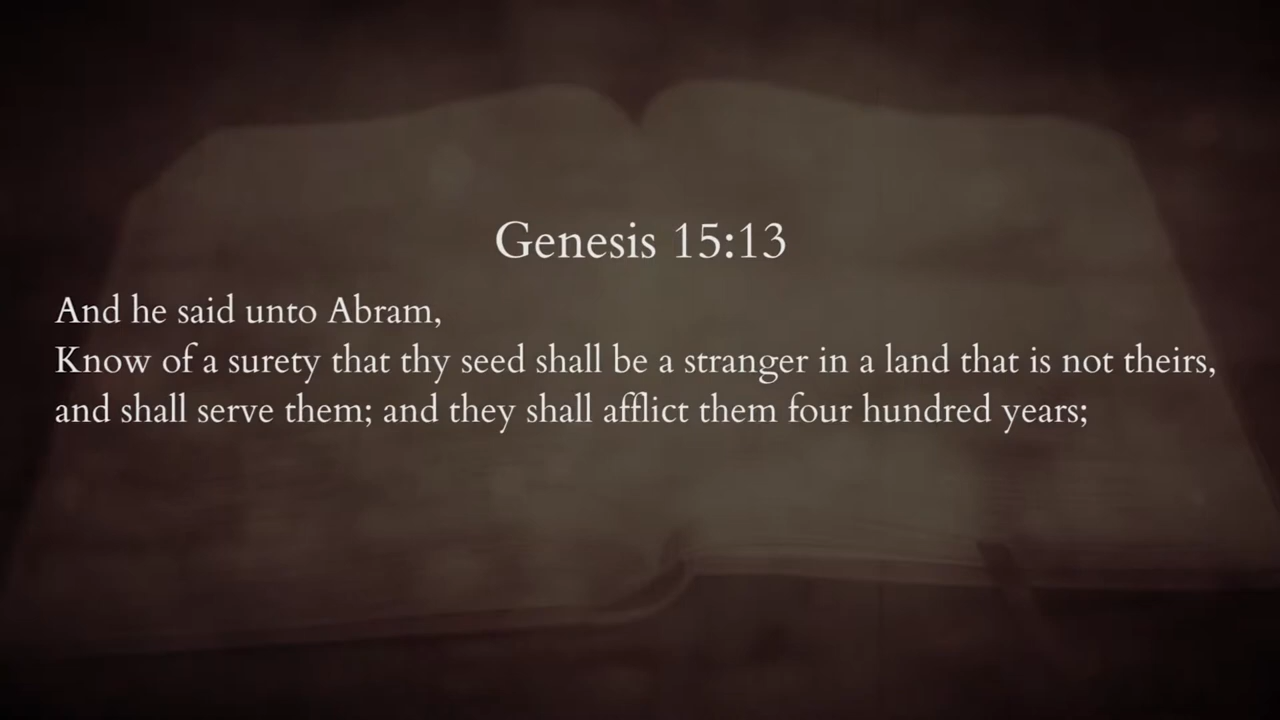 Genesis 15:13
And he said unto Abram,
Know of a surety that thy seed shall be a stranger in a land that is not theirs,
and shall serve them; and they shall afflict them four hundred years;